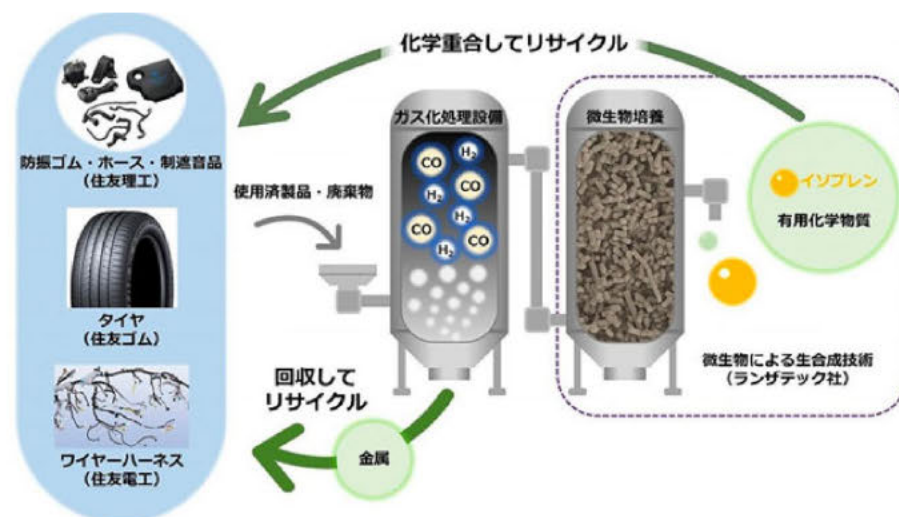 化学重合してリサイクル
防振ゴム・ホース・制遮音品
(住友理工)
タイヤ
(住友ゴム)
ワイヤーハーネス
(住友電工)
使用済製品・廃棄物
ガス化処理設備
CO
H₂
CO
H₂
H₂
CO
CO
H₂
微生物培養
イソプレン
有用化学物質
微生物による生合成技術
(ランザテック社)
回収して
リサイクル
金属